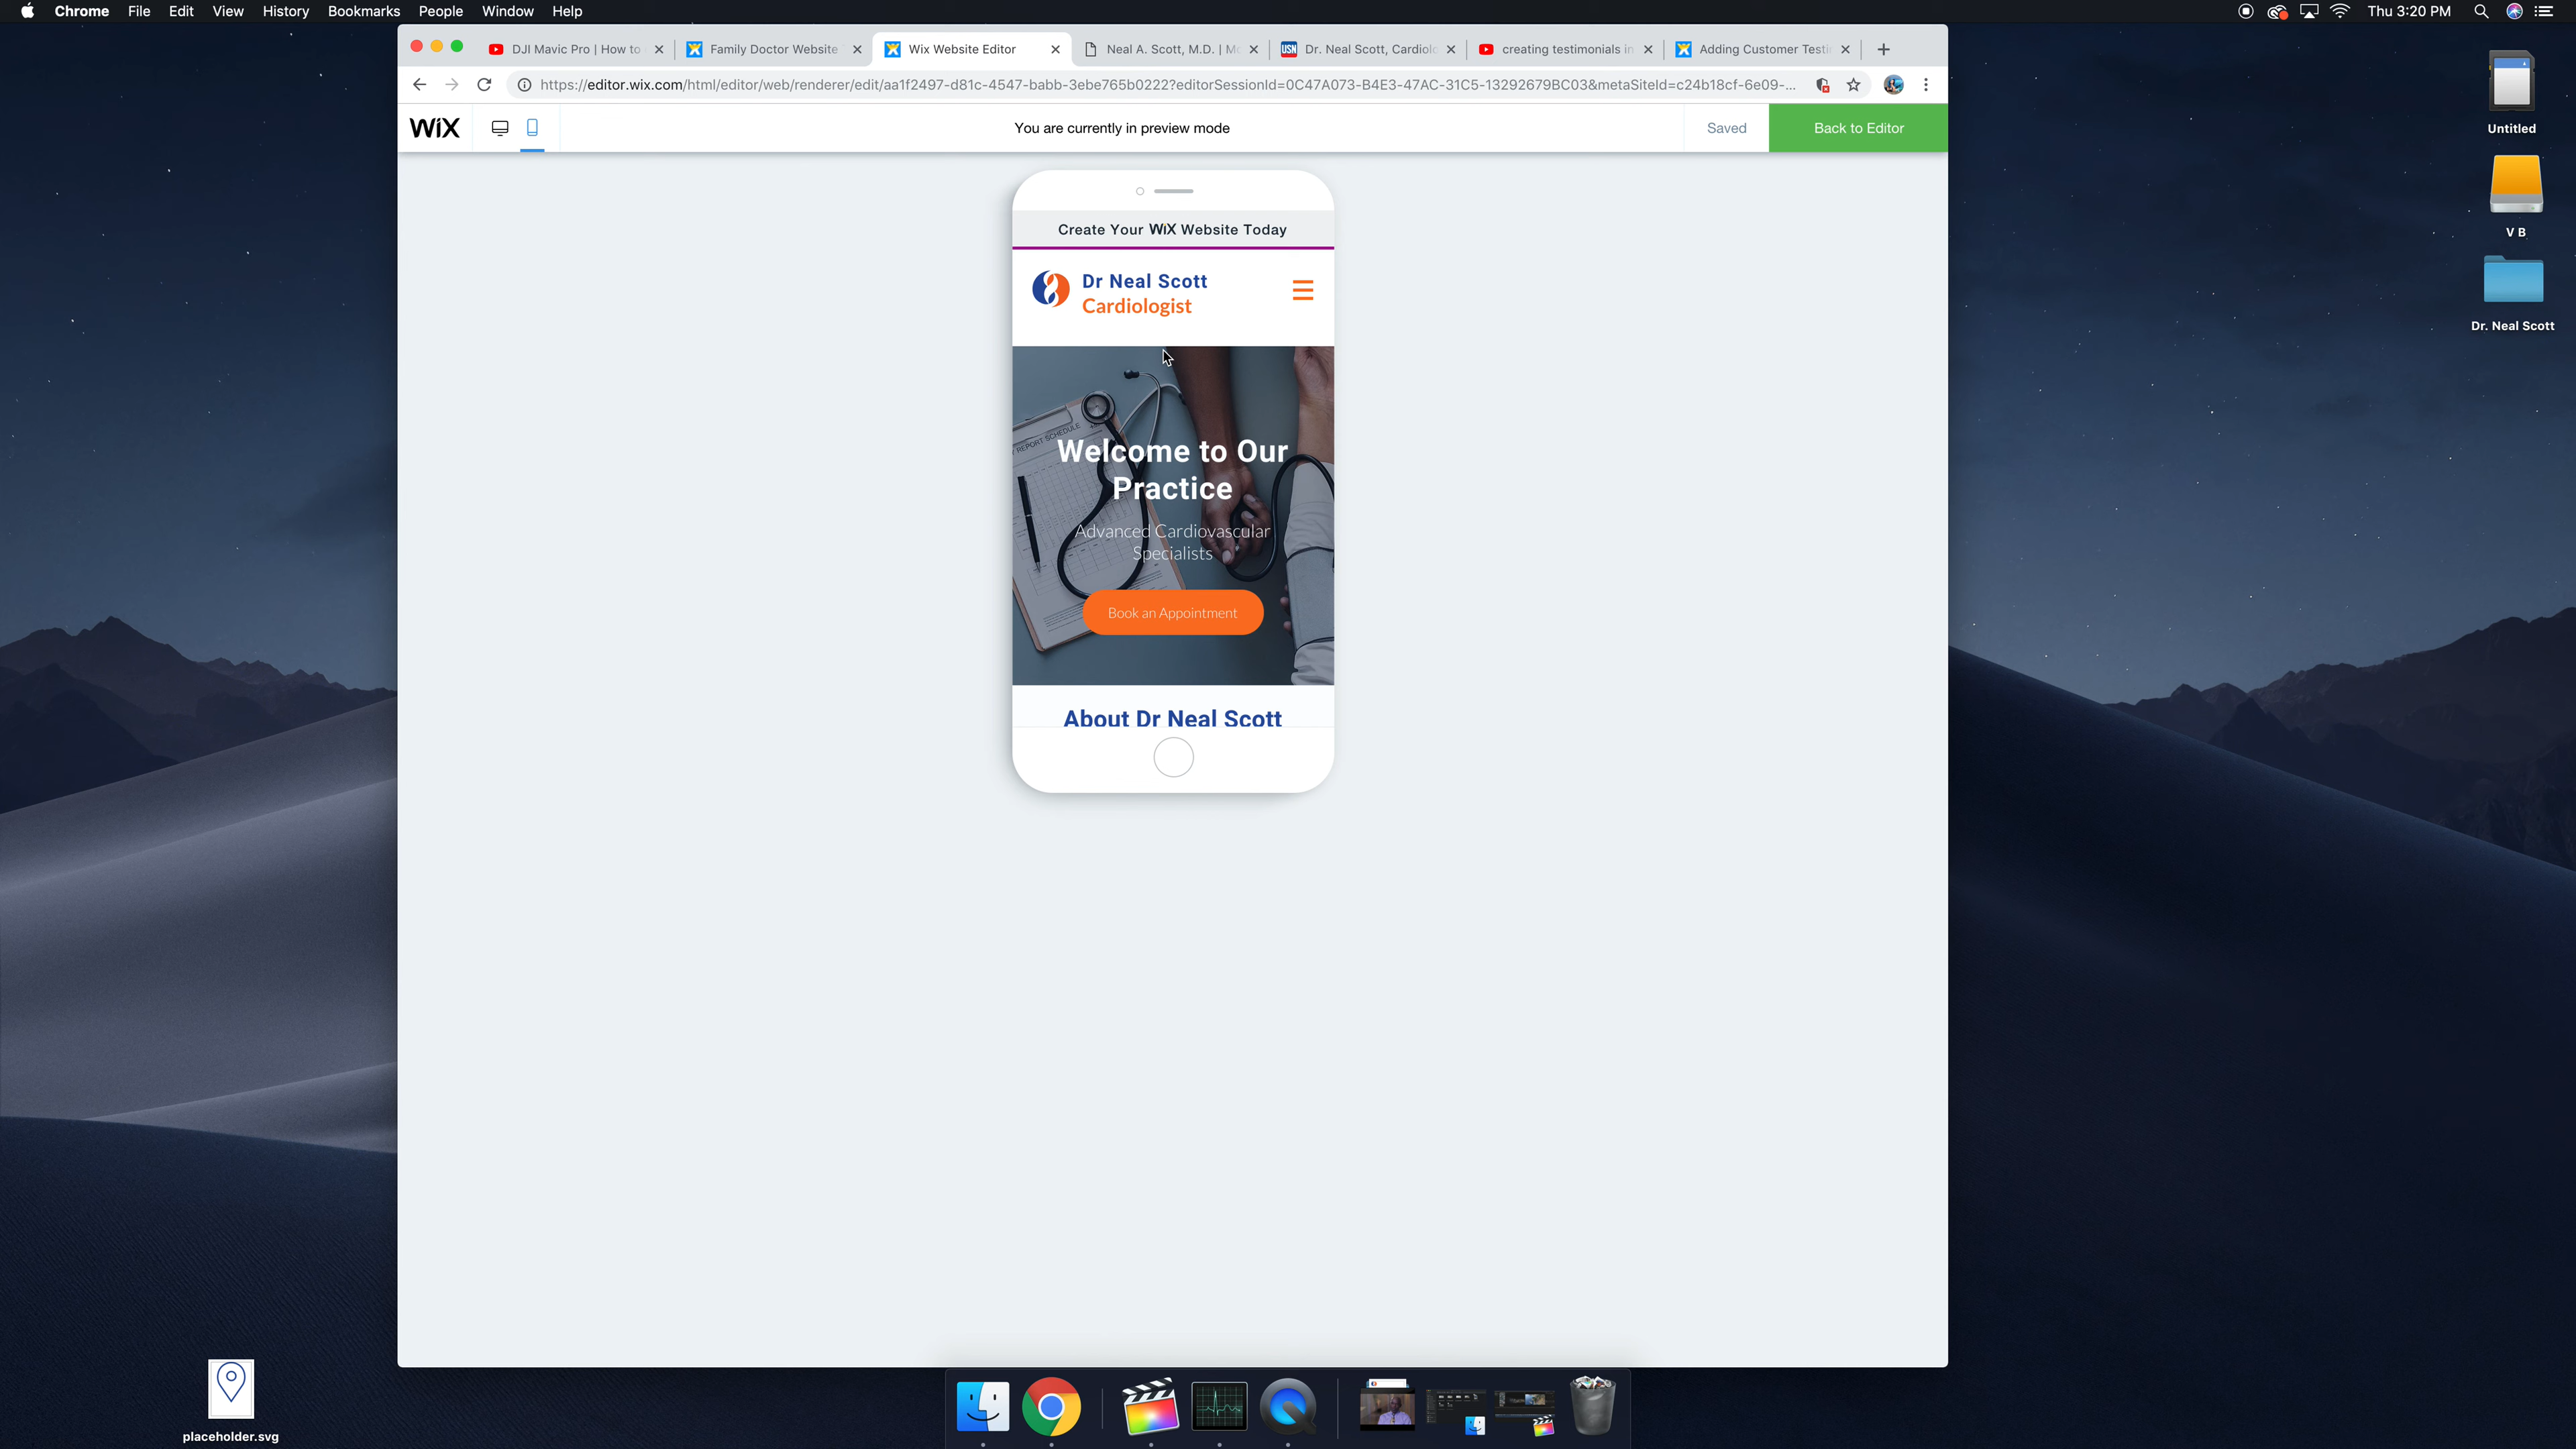 Chrome File Edit View History Bookmarks People Window Help
Thu 3:20 PM
DJI Mavic Pro | How to
Family Doctor Website
Wix Website Editor
Neal A. Scott, M.D. |
USN Dr. Neal Scott,
creating testimonials in
Adding Customer
https://editor.wix.com/html/editor/web/renderer/edit/aa1f2497-d81c-4547-babb-3ebe765b0222?editorSessionId=0C47A073-B4E3-47AC-31C5-13292679BC03&metaSiteId=c24b18cf-6e09-...
WiX
You are currently in preview mode
Saved
Back to Editor
Create Your WiX Website Today
Dr Neal Scott
Cardiologist
REPORT SCHEDULE
Welcome to Our
Practice
Advanced Cardiovascular
Specialists
Book an Appointment
About Dr Neal Scott
Untitled
V B
Dr. Neal Scott
placeholder.svg